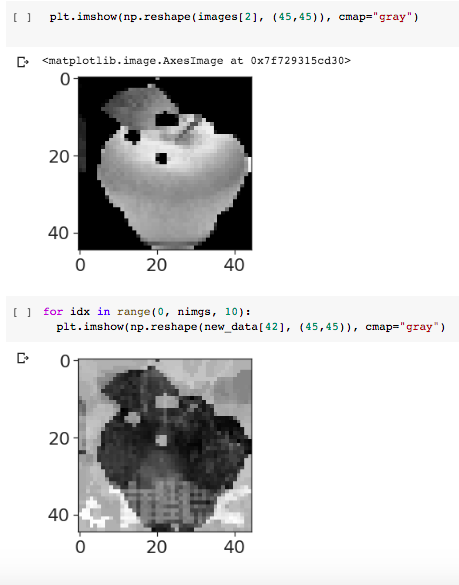 [ ] plt.imshow(np.reshape(images[2], (45,45)), cmap="gray")
<matplotlib.image.AxesImage at 0x7f729315cd30>
0
20
40
0 20 40
[ ] for idx in range(0, nimgs, 10):
plt.imshow(np.reshape(new_data[42], (45,45)), cmap="gray")
0
20
40
0 20 40